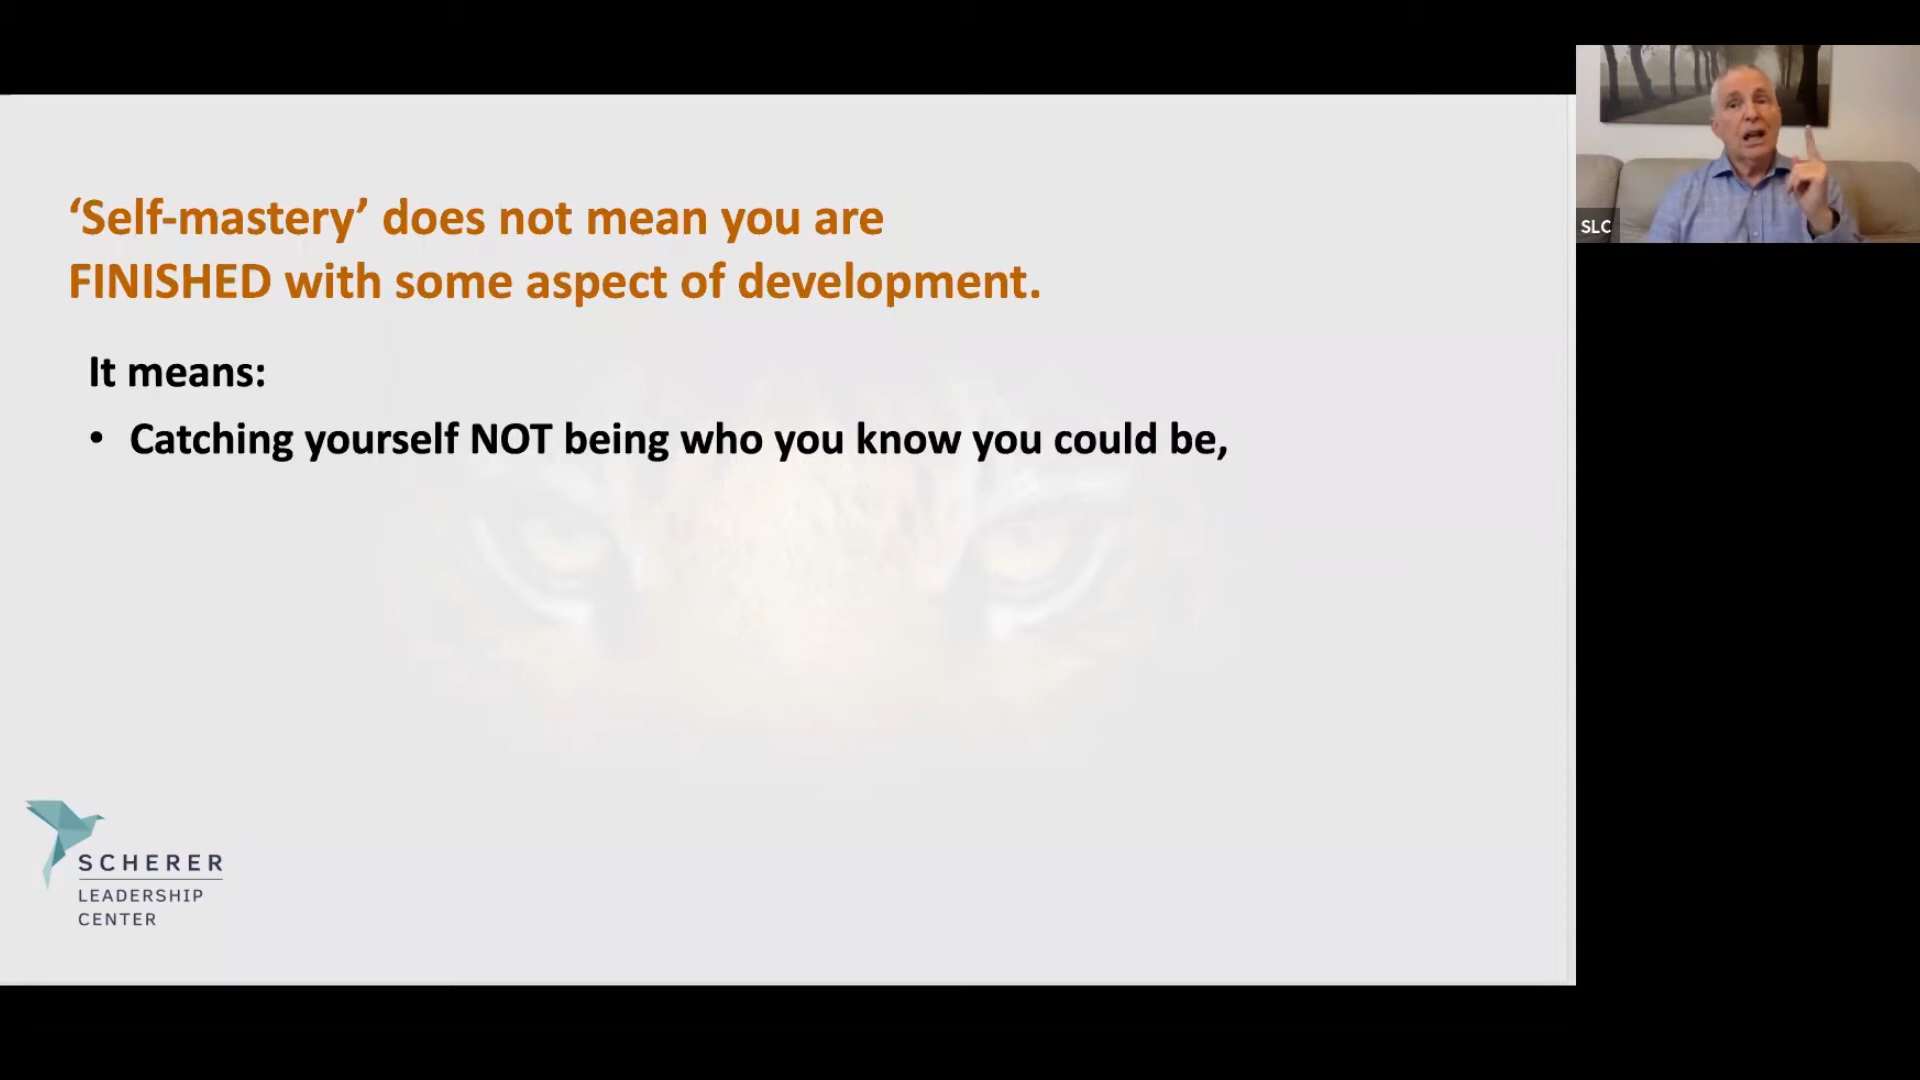 ‘Self-mastery’ does not mean you are
FINISHED with some aspect of development.
It means:
• Catching yourself NOT being who you know you could be,
SLC
SCHERER
LEADERSHIP
CENTER